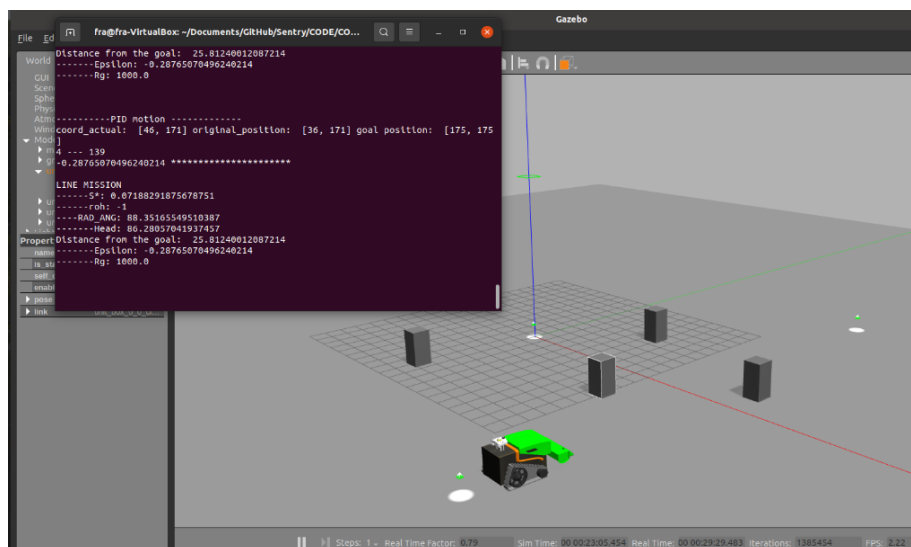 Gazebo
fra@fra-VirtualBox: ~/Documents/GitHub/Sentry/CODE/CO...
File Ed
Distance from the goal:  25.81240012087214
-------Epsilon: -0.28765070496240214
-------Rg: 1000.0
----------PID motion -------------
coord_actual:  [46, 171] original_position:  [36, 171] goal position:  [175, 175
]
4 --- 139
-0.28765070496240214 **********************
LINE MISSION
------S*: 0.07188291875678751
------roh: -1
----RAD_ANG: 88.35165549510387
-------Head: 86.28057041937457
Distance from the goal:  25.81240012087214
-------Epsilon: -0.28765070496240214
-------Rg: 1000.0
World
GUI
Scen
Sphe
Physi
Atmo
Wind
Mode
Propert
name
is_sta
self_c
enabl
pose
link
Steps: 1 Real Time Factor: 0.79 Sim Time: 00 00:23:05.454 Real Time: 00 00:29:29.483 Iterations: 1385454 FPS: 2.22